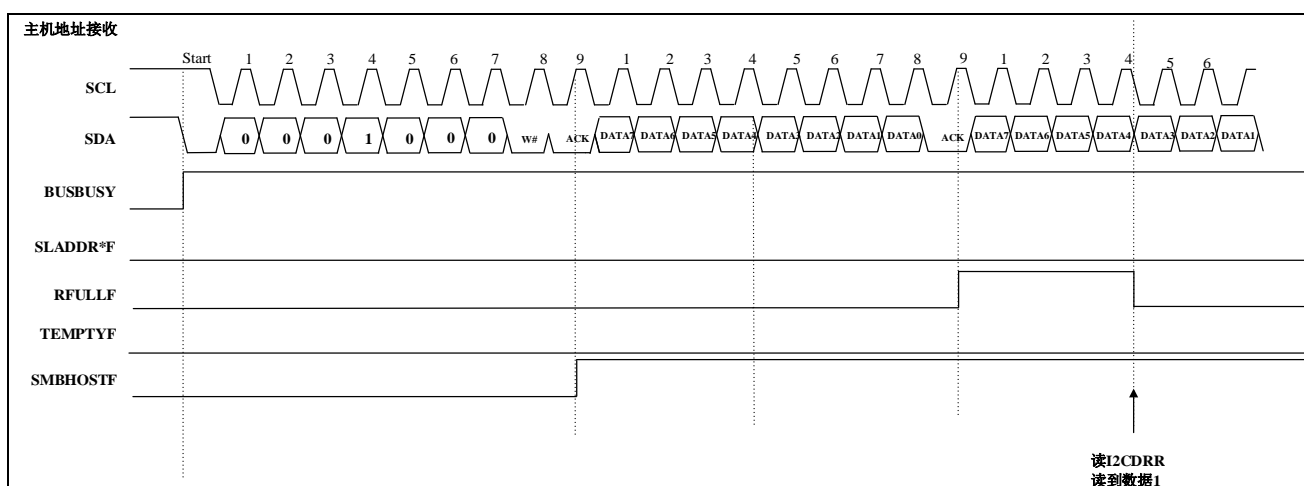 主机地址接收
Start 1 2 3 4 5 6 7 8 9 1 2 3 4 5 6 7 8 9 1 2 3 4 5 6
SCL
SDA 0 0 0 1 0 0 0 W# ACK DATA7 DATA6 DATA5 DATA4 DATA3 DATA2 DATA1 DATA0 ACK DATA7 DATA6 DATA5 DATA4 DATA3 DATA2 DATA1
BUSBUSY
SLADDR*F
RFULLF
TEMPTYF
SMBHOSTF
读I2CDRR
读到数据1